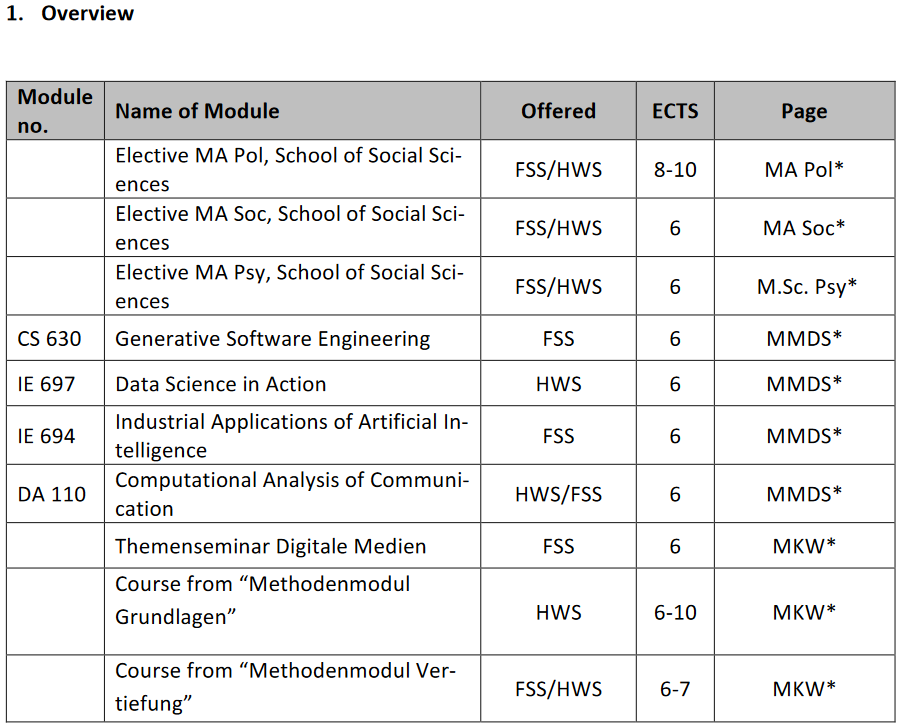 1. Overview
Module no. Name of Module Offered ECTS Page
Elective MA Pol, School of Social Sci-
ences FSS/HWS 8-10 MA Pol*
Elective MA Soc, School of Social Sci-
ences FSS/HWS 6 MA Soc*
Elective MA Psy, School of Social Sci-
ences FSS/HWS 6 M.Sc. Psy*
CS 630 Generative Software Engineering FSS 6 MMDS*
IE 697 Data Science in Action HWS 6 MMDS*
IE 694 Industrial Applications of Artificial In-
telligence FSS 6 MMDS*
DA 110 Computational Analysis of Communi-
cation HWS/FSS 6 MMDS*
Themenseminar Digitale Medien FSS 6 MKW*
Course from “Methodenmodul
Grundlagen” HWS 6-10 MKW*
Course from “Methodenmodul Ver-
tiefung” FSS/HWS 6-7 MKW*